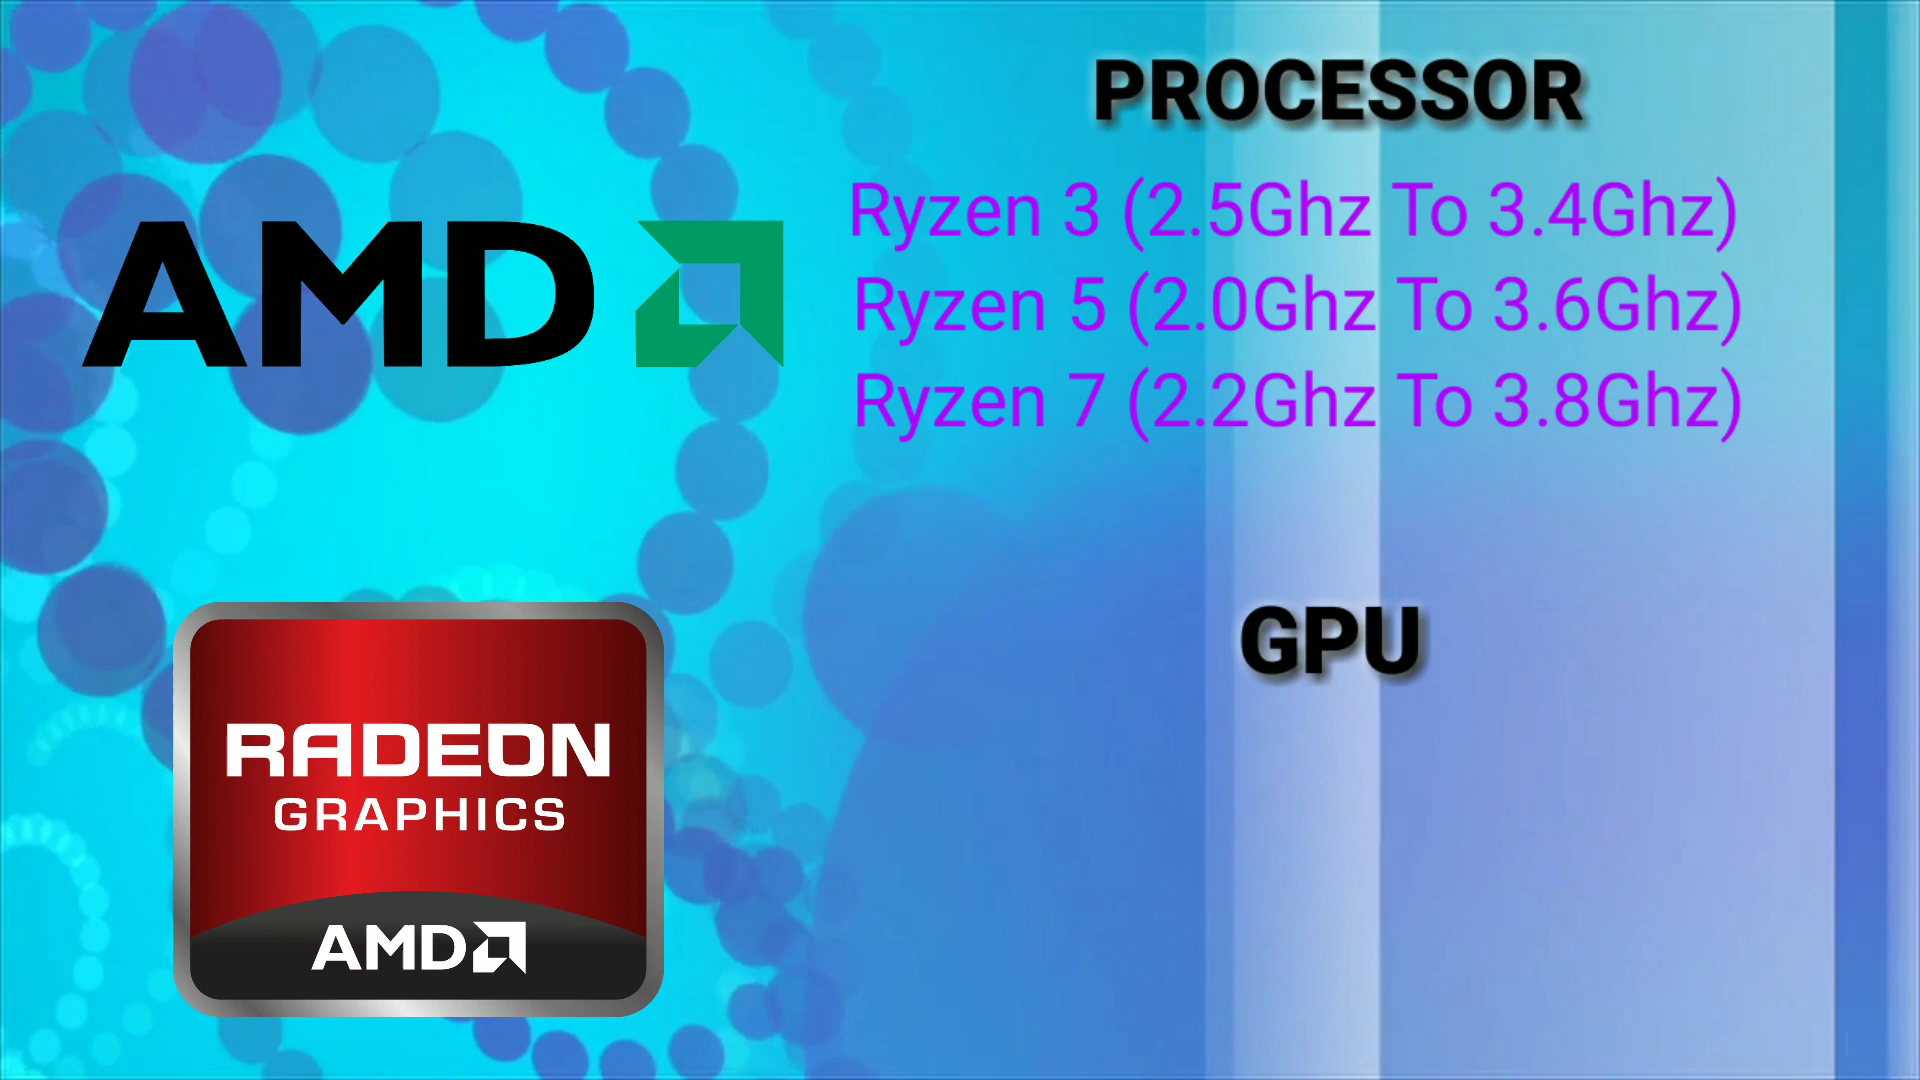 PROCESSOR
AMD
Ryzen 3 (2.5Ghz To 3.4Ghz)
Ryzen 5 (2.0Ghz To 3.6Ghz)
Ryzen 7 (2.2Ghz To 3.8Ghz)
GPU
RADEON
GRAPHICS
AMD